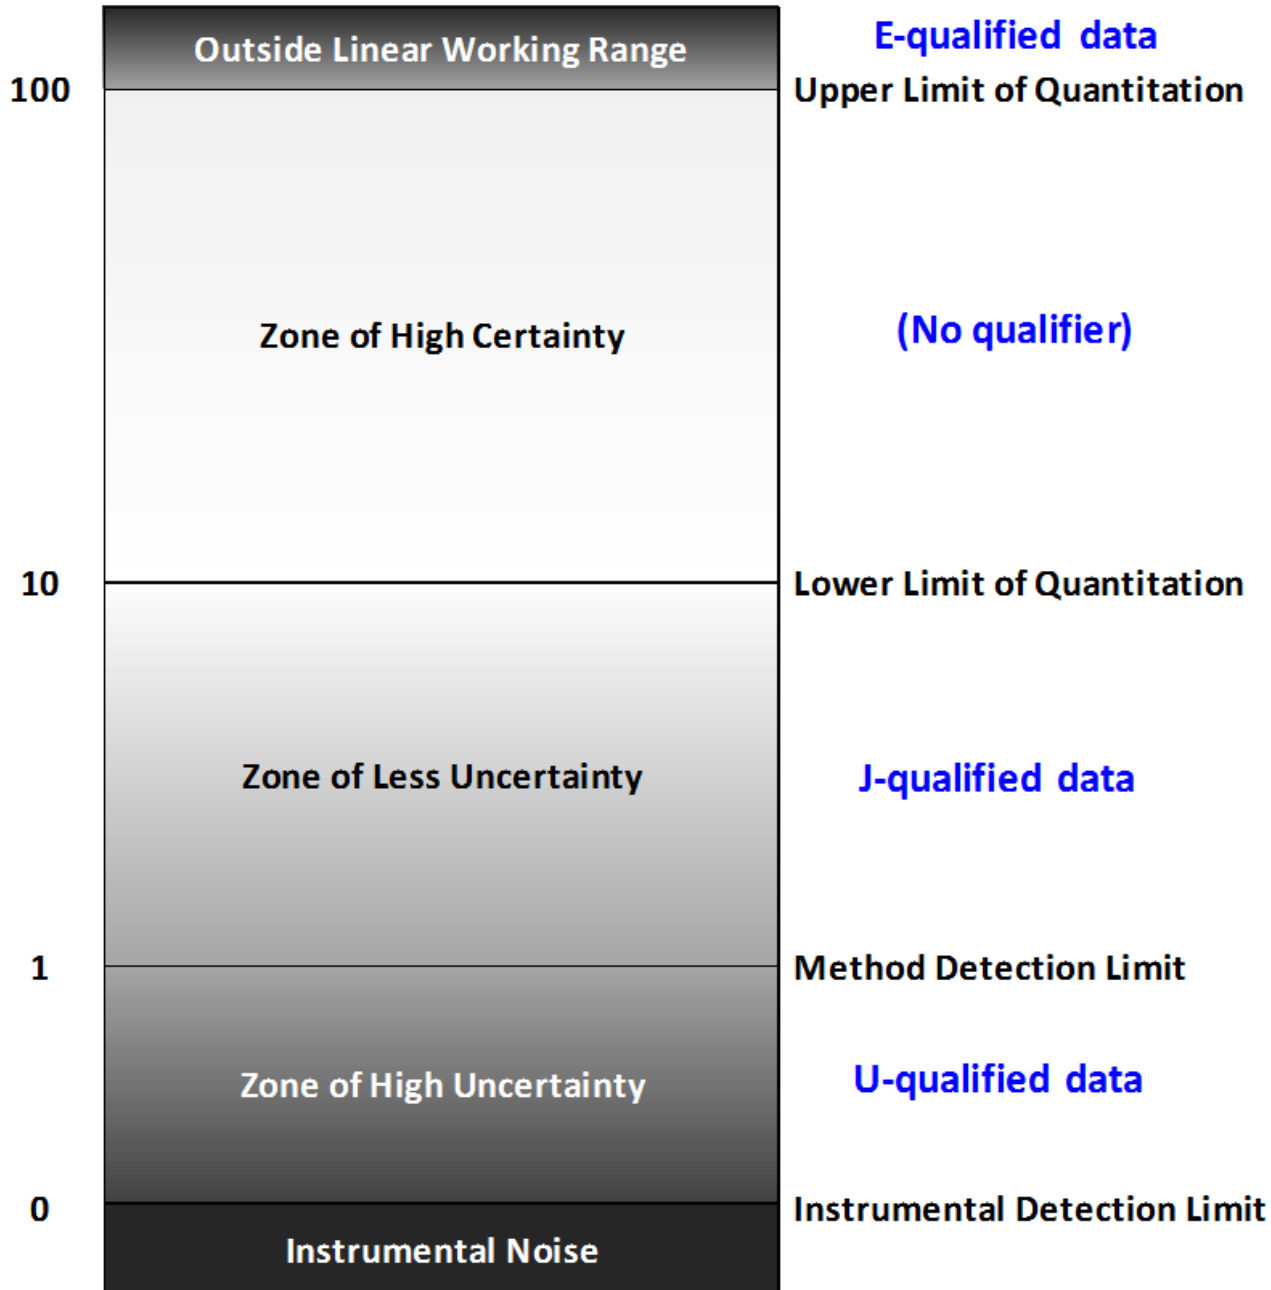 Outside Linear Working Range
E-qualified data
100
Upper Limit of Quantitation
Zone of High Certainty
(No qualifier)
10
Lower Limit of Quantitation
Zone of Less Uncertainty
J-qualified data
1
Method Detection Limit
Zone of High Uncertainty
U-qualified data
0
Instrumental Detection Limit
Instrumental Noise